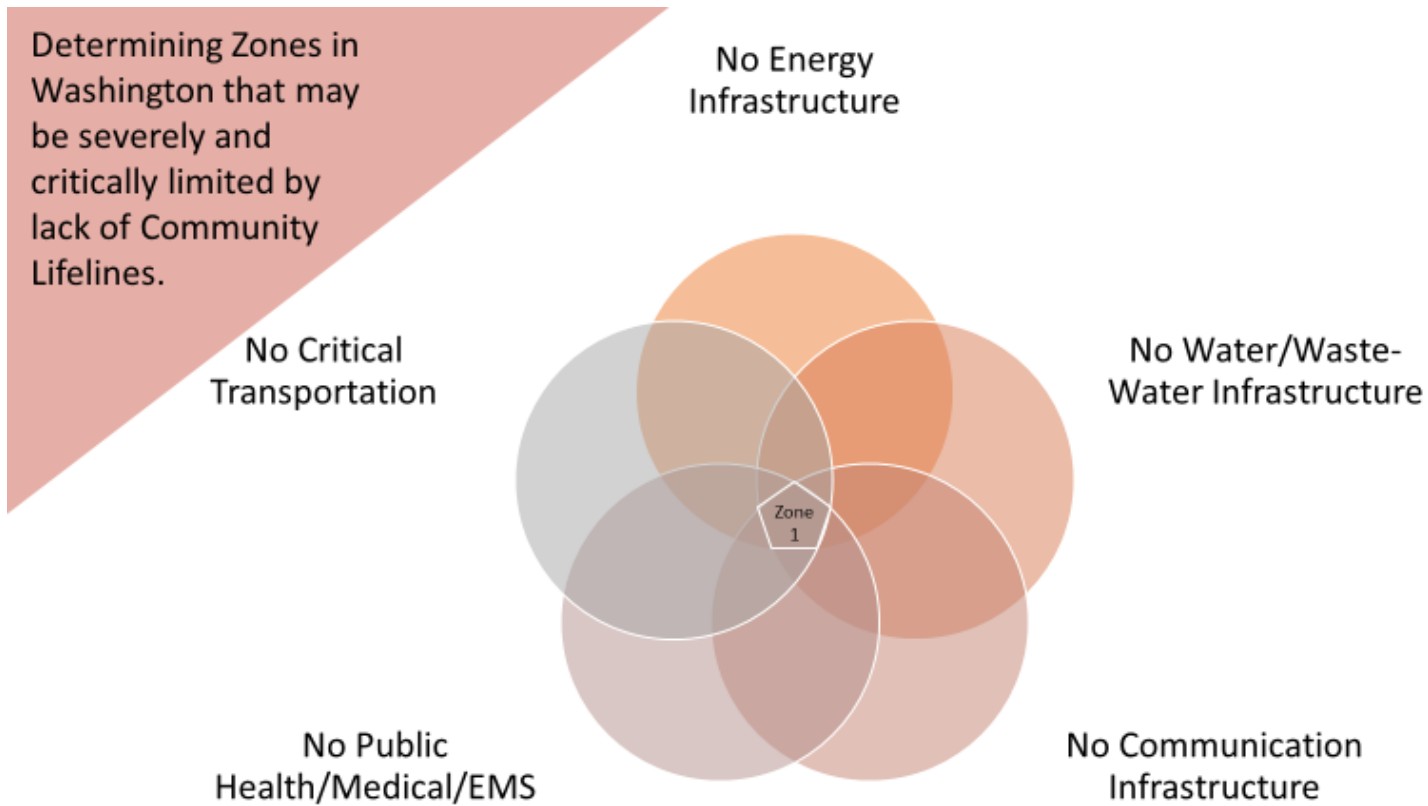 Determining Zones in
Washington that may
be severely and
critically limited by
lack of Community
Lifelines.
No Energy
Infrastructure
No Critical
Transportation
No Water/Waste-
Water Infrastructure
Zone
1
No Public
Health/Medical/EMS
No Communication
Infrastructure